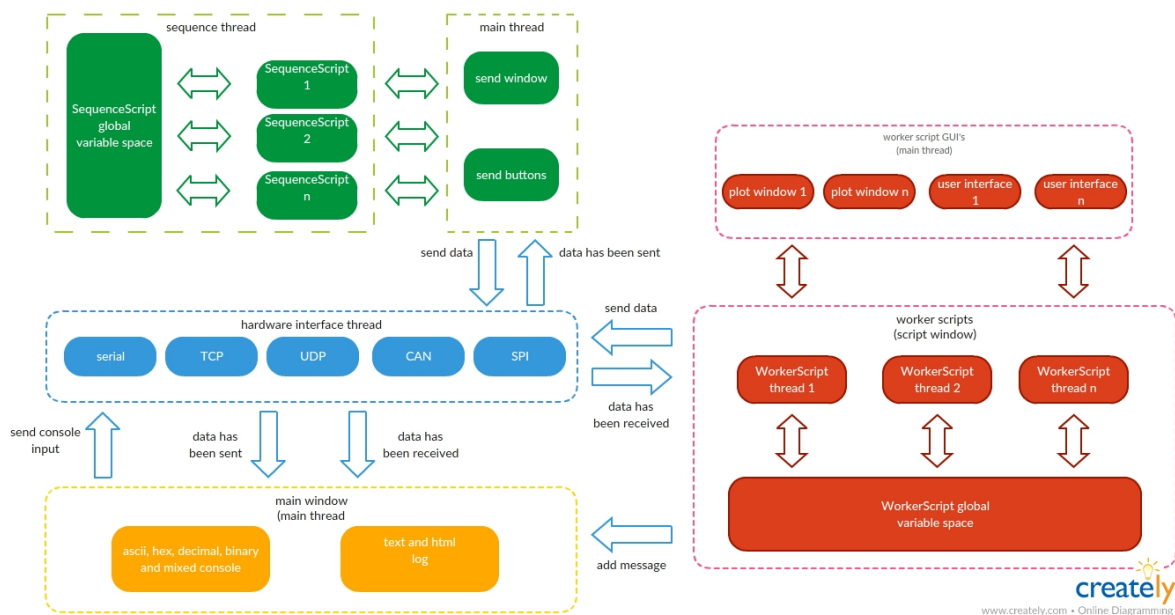 sequence thread
SequenceScript
global
variable space
SequenceScript
1
SequenceScript
2
SequenceScript
n
main thread
send window
send buttons
send data
data has been sent
hardware interface thread
serial
TCP
UDP
CAN
SPI
send data
data has
been received
send console
input
data has
been sent
data has
been received
main window
(main thread
ascii, hex, decimal, binary
and mixed console
text and html
log
add message
worker script GUI's
(main thread)
plot window 1
plot window n
user interface
1
user interface
n
worker scripts
(script window)
WorkerScript
thread 1
WorkerScript
thread 2
WorkerScript
thread n
WorkerScript global
variable space
creately
www.creately.com • Online Diagramming